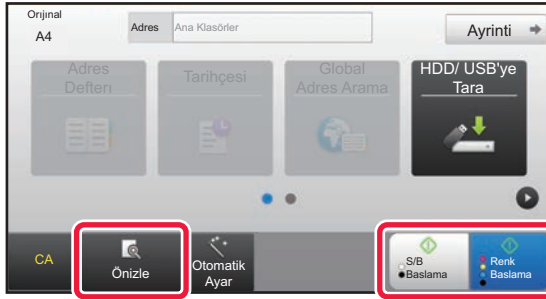 Orijinal
A4
Adres
Ana Klasörler
Ayrinti
Adres
Defteri
Tarihçesi
Global
Adres Arama
HDD/ USB'ye
Tara
CA
Önizle
Otomatik
Ayar
S/B
Baslama
Renk
Baslama